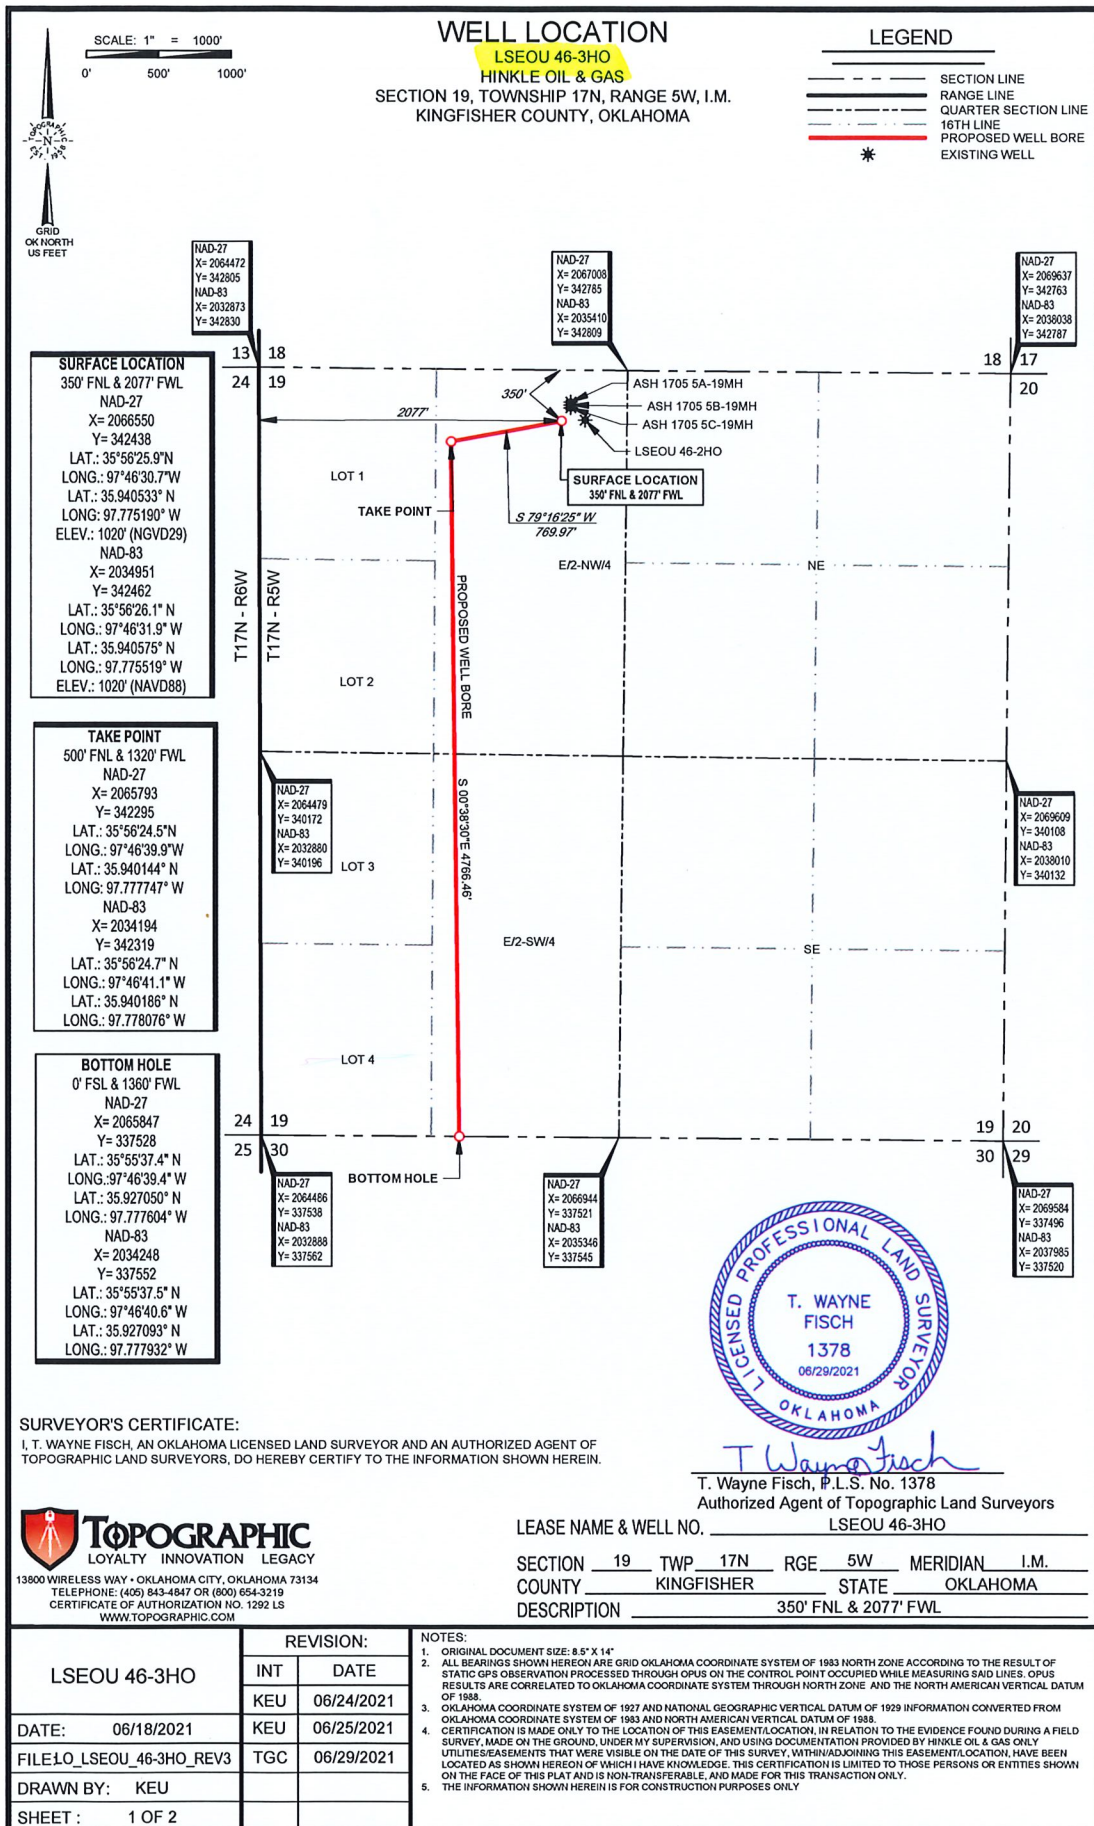 WELL LOCATION
LSEOU 46-3HO
HINKLE OIL & GAS
SECTION 19, TOWNSHIP 17N, RANGE 5W, I.M.
KINGFISHER COUNTY, OKLAHOMA
SCALE: 1" = 1000'
0' 500' 1000'
TOPOGRAPHIC
N
EST. 1958
GRID
OK NORTH
US FEET
LEGEND
SECTION LINE
RANGE LINE
QUARTER SECTION LINE
16TH LINE
PROPOSED WELL BORE
EXISTING WELL
NAD-27
X= 2064472
Y= 342805
NAD-83
X= 2032873
Y= 342830
NAD-27
X= 2067008
Y= 342785
NAD-83
X= 2035410
Y= 342809
NAD-27
X= 2069637
Y= 342763
NAD-83
X= 2038038
Y= 342787
13 18
24 19
18 17
20
SURFACE LOCATION
350' FNL & 2077' FWL
NAD-27
X= 2066550
Y= 342438
LAT.: 35°56'25.9"N
LONG.: 97°46'30.7"W
LAT.: 35.940533° N
LONG: 97.775190° W
ELEV.: 1020' (NGVD29)
NAD-83
X= 2034951
Y= 342462
LAT.: 35°56'26.1" N
LONG.: 97°46'31.9" W
LAT.: 35.940575° N
LONG.: 97.775519° W
ELEV.: 1020' (NAVD88)
TAKE POINT
500' FNL & 1320' FWL
NAD-27
X= 2065793
Y= 342295
LAT.: 35°56'24.5"N
LONG.: 97°46'39.9"W
LAT.: 35.940144° N
LONG: 97.777747° W
NAD-83
X= 2034194
Y= 342319
LAT.: 35°56'24.7" N
LONG.: 97°46'41.1" W
LAT.: 35.940186° N
LONG.: 97.778076° W
BOTTOM HOLE
0' FSL & 1360' FWL
NAD-27
X= 2065847
Y= 337528
LAT.: 35°55'37.4" N
LONG.:97°46'39.4" W
LAT.: 35.927050° N
LONG.: 97.777604° W
NAD-83
X= 2034248
Y= 337552
LAT.: 35°55'37.5" N
LONG.: 97°46'40.6" W
LAT.: 35.927093° N
LONG.: 97.777932° W
T17N - R6W
T17N - R5W
2077'
350'
ASH 1705 5A-19MH
ASH 1705 5B-19MH
ASH 1705 5C-19MH
LSEOU 46-2HO
SURFACE LOCATION
350' FNL & 2077' FWL
LOT 1
TAKE POINT
S 79°16'25" W
769.97'
E/2-NW/4
NE
PROPOSED WELL BORE
LOT 2
NAD-27
X= 2064479
Y= 340172
NAD-83
X= 2032880
Y= 340196
S 00°38'30"E 4766.46'
NAD-27
X= 2069609
Y= 340108
NAD-83
X= 2038010
Y= 340132
LOT 3
E/2-SW/4
SE
LOT 4
24 19
25 30
19 20
30 29
BOTTOM HOLE
NAD-27
X= 2064486
Y= 337538
NAD-83
X= 2032888
Y= 337562
NAD-27
X= 2066944
Y= 337521
NAD-83
X= 2035346
Y= 337545
NAD-27
X= 2069584
Y= 337496
NAD-83
X= 2037985
Y= 337520
LICENSED PROFESSIONAL LAND SURVEYOR
T. WAYNE
FISCH
1378
06/29/2021
OKLAHOMA
SURVEYOR'S CERTIFICATE:
I, T. WAYNE FISCH, AN OKLAHOMA LICENSED LAND SURVEYOR AND AN AUTHORIZED AGENT OF
TOPOGRAPHIC LAND SURVEYORS, DO HEREBY CERTIFY TO THE INFORMATION SHOWN HEREIN.
T Wayne Fisch
T. Wayne Fisch, P.L.S. No. 1378
Authorized Agent of Topographic Land Surveyors
TOPOGRAPHIC
LOYALTY INNOVATION LEGACY
13800 WIRELESS WAY • OKLAHOMA CITY, OKLAHOMA 73134
TELEPHONE: (405) 843-4847 OR (800) 654-3219
CERTIFICATE OF AUTHORIZATION NO. 1292 LS
WWW.TOPOGRAPHIC.COM
LEASE NAME & WELL NO. LSEOU 46-3HO
SECTION 19 TWP 17N RGE 5W MERIDIAN I.M.
COUNTY KINGFISHER STATE OKLAHOMA
DESCRIPTION 350' FNL & 2077' FWL
LSEOU 46-3HO
REVISION:
INT DATE
KEU 06/24/2021
DATE: 06/18/2021 KEU 06/25/2021
FILE:LO_LSEOU_46-3HO_REV3 TGC 06/29/2021
DRAWN BY: KEU
SHEET : 1 OF 2
NOTES:
1. ORIGINAL DOCUMENT SIZE: 8.5" X 14"
2. ALL BEARINGS SHOWN HEREON ARE GRID OKLAHOMA COORDINATE SYSTEM OF 1983 NORTH ZONE ACCORDING TO THE RESULT OF
STATIC GPS OBSERVATION PROCESSED THROUGH OPUS ON THE CONTROL POINT OCCUPIED WHILE MEASURING SAID LINES. OPUS
RESULTS ARE CORRELATED TO OKLAHOMA COORDINATE SYSTEM THROUGH NORTH ZONE AND THE NORTH AMERICAN VERTICAL DATUM
OF 1988.
3. OKLAHOMA COORDINATE SYSTEM OF 1927 AND NATIONAL GEOGRAPHIC VERTICAL DATUM OF 1929 INFORMATION CONVERTED FROM
OKLAHOMA COORDINATE SYSTEM OF 1983 AND NORTH AMERICAN VERTICAL DATUM OF 1988.
4. CERTIFICATION IS MADE ONLY TO THE LOCATION OF THIS EASEMENT/LOCATION, IN RELATION TO THE EVIDENCE FOUND DURING A FIELD
SURVEY, MADE ON THE GROUND, UNDER MY SUPERVISION, AND USING DOCUMENTATION PROVIDED BY HINKLE OIL & GAS ONLY
UTILITIES/EASEMENTS THAT WERE VISIBLE ON THE DATE OF THIS SURVEY, WITHIN/ADJOINING THIS EASEMENT/LOCATION, HAVE BEEN
LOCATED AS SHOWN HEREON OF WHICH I HAVE KNOWLEDGE. THIS CERTIFICATION IS LIMITED TO THOSE PERSONS OR ENTITIES SHOWN
ON THE FACE OF THIS PLAT AND IS NON-TRANSFERABLE, AND MADE FOR THIS TRANSACTION ONLY.
5. THE INFORMATION SHOWN HEREIN IS FOR CONSTRUCTION PURPOSES ONLY